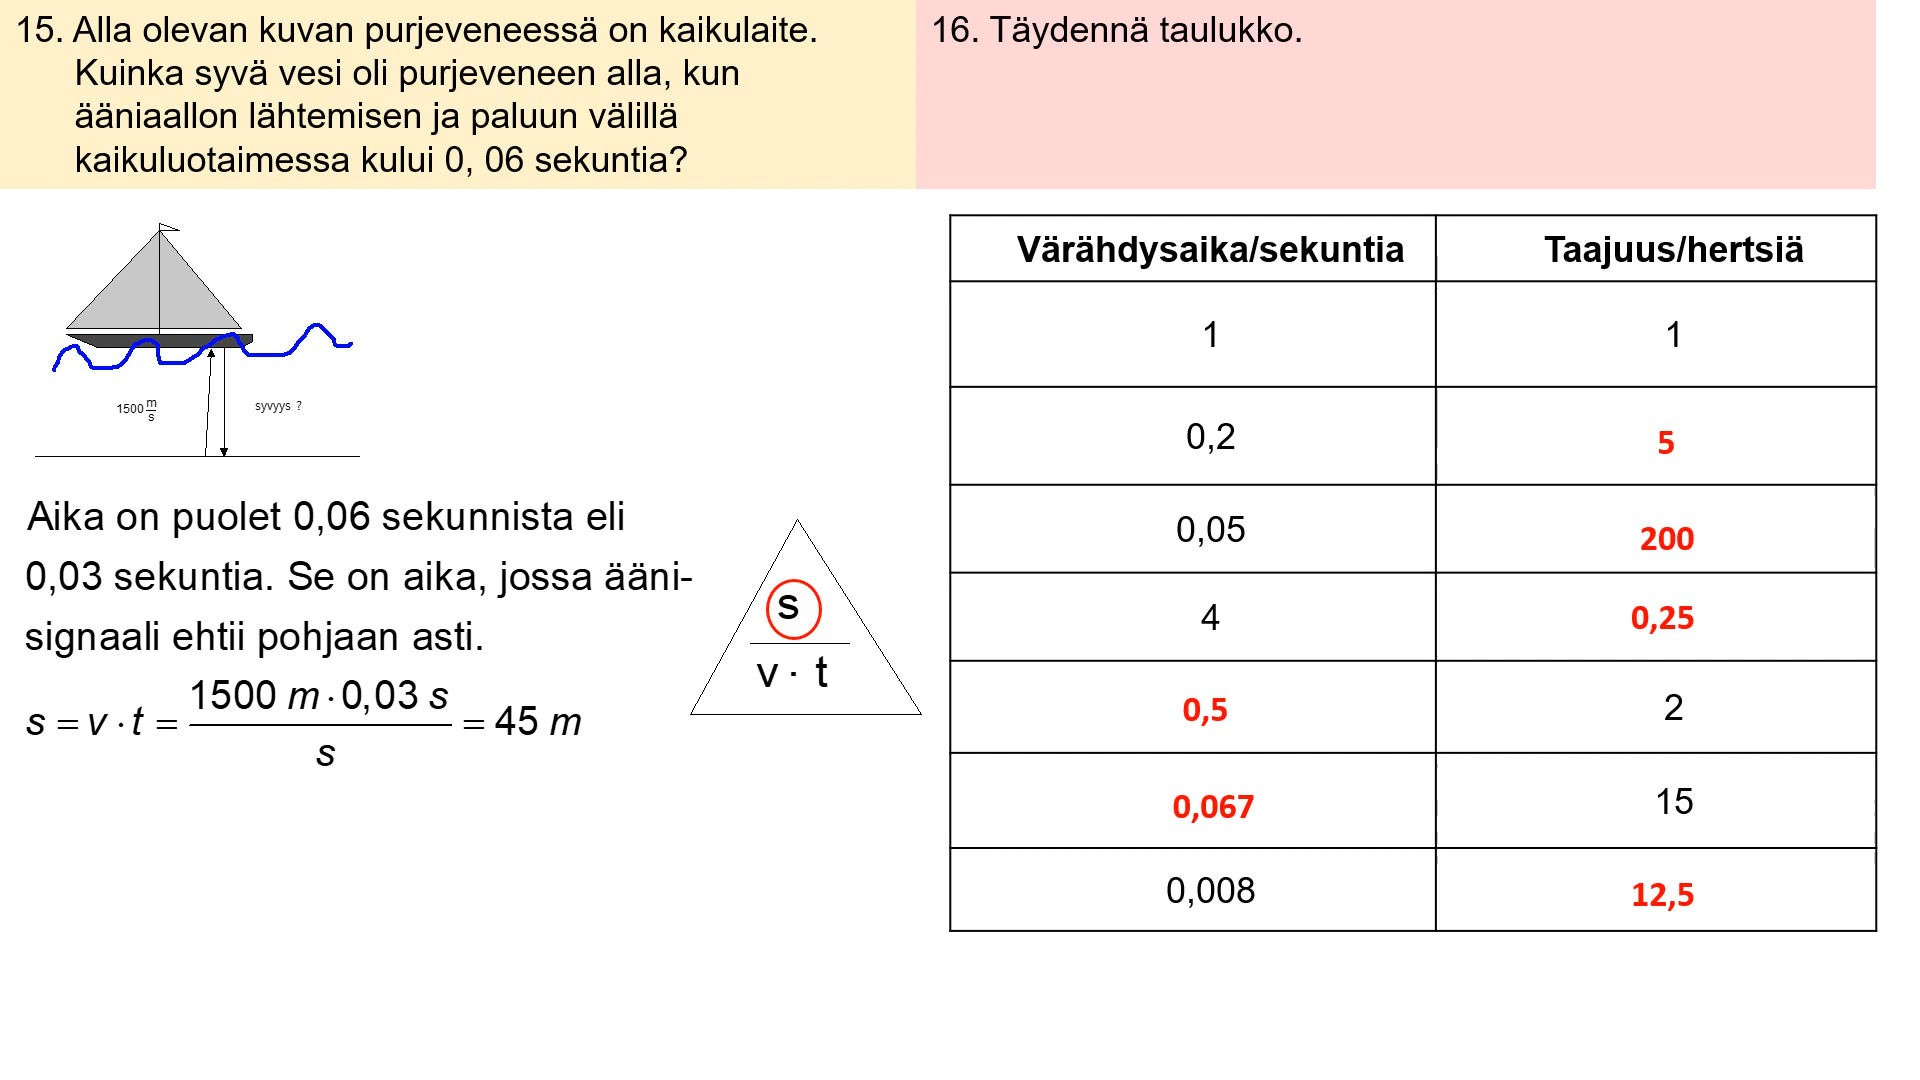 15. Alla olevan kuvan purjeveneessä on kaikulaite.
Kuinka syvä vesi oli purjeveneen alla, kun
ääniaallon lähtemisen ja paluun välillä
kaikuluotaimessa kului 0, 06 sekuntia?
1500 m/s
syvyys ?
Aika on puolet 0,06 sekunnista eli
0,03 sekuntia. Se on aika, jossa ääni-
signaali ehtii pohjaan asti.
s = v · t = 1500 m · 0,03 s / s = 45 m
s
v · t
16. Täydennä taulukko.
Värähdysaika/sekuntia Taajuus/hertsiä
1 1
0,2 5
0,05 200
4 0,25
0,5 2
0,067 15
0,008 12,5